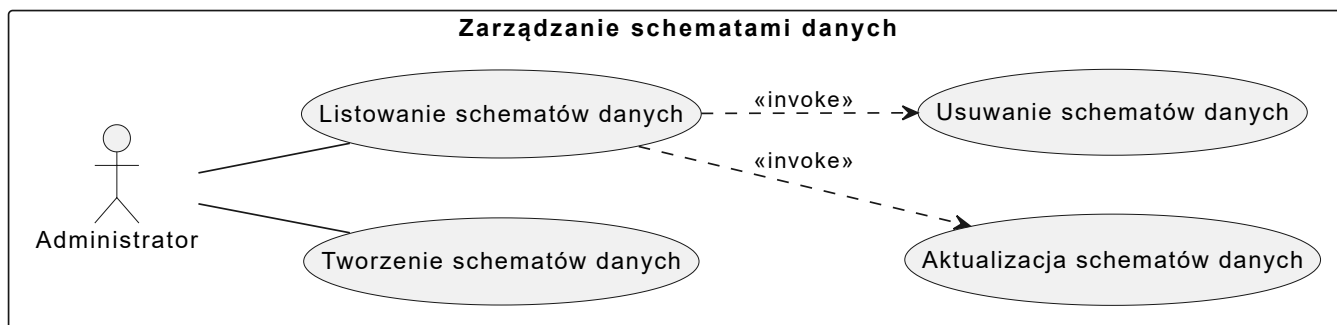 Zarządzanie schematami danych
Listowanie schematów danych
«invoke»
Usuwanie schematów danych
«invoke»
Administrator
Tworzenie schematów danych
Aktualizacja schematów danych